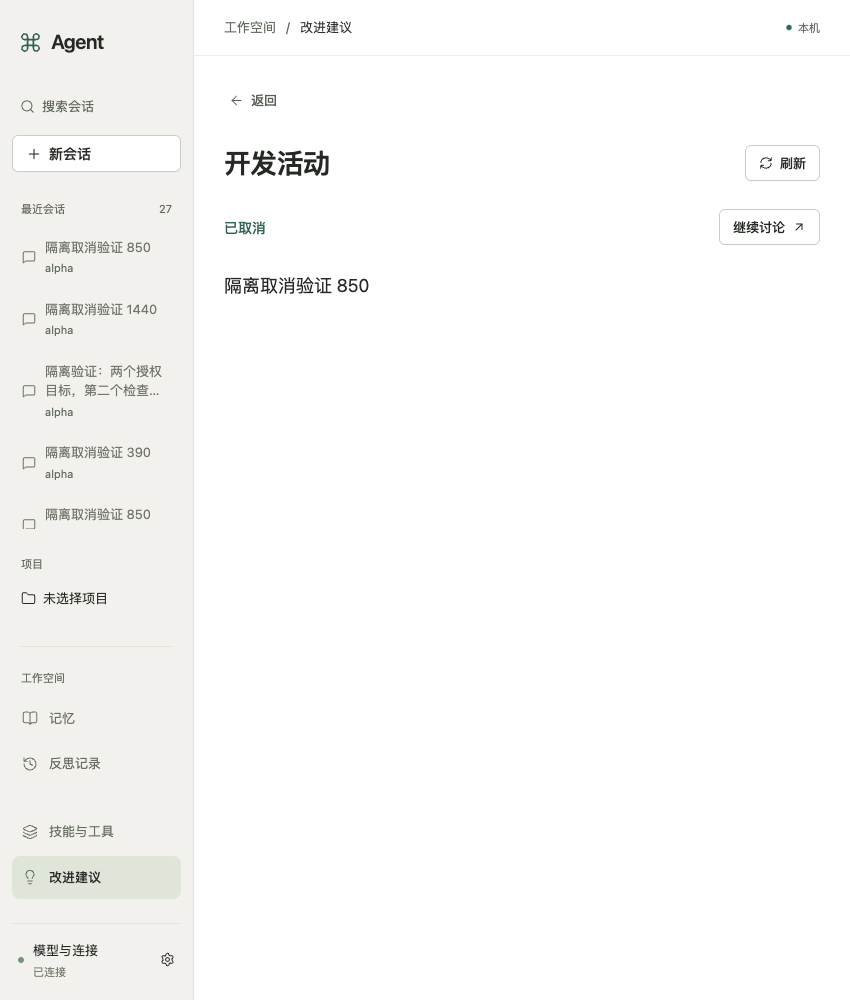 Agent
搜索会话
新会话
最近会话 27
隔离取消验证 850
alpha
隔离取消验证 1440
alpha
隔离验证：两个授权
目标，第二个检查...
alpha
隔离取消验证 390
alpha
隔离取消验证 850
项目
未选择项目
工作空间
记忆
反思记录
技能与工具
改进建议
模型与连接
已连接
工作空间 / 改进建议
本机
返回
开发活动
刷新
已取消
继续讨论
隔离取消验证 850